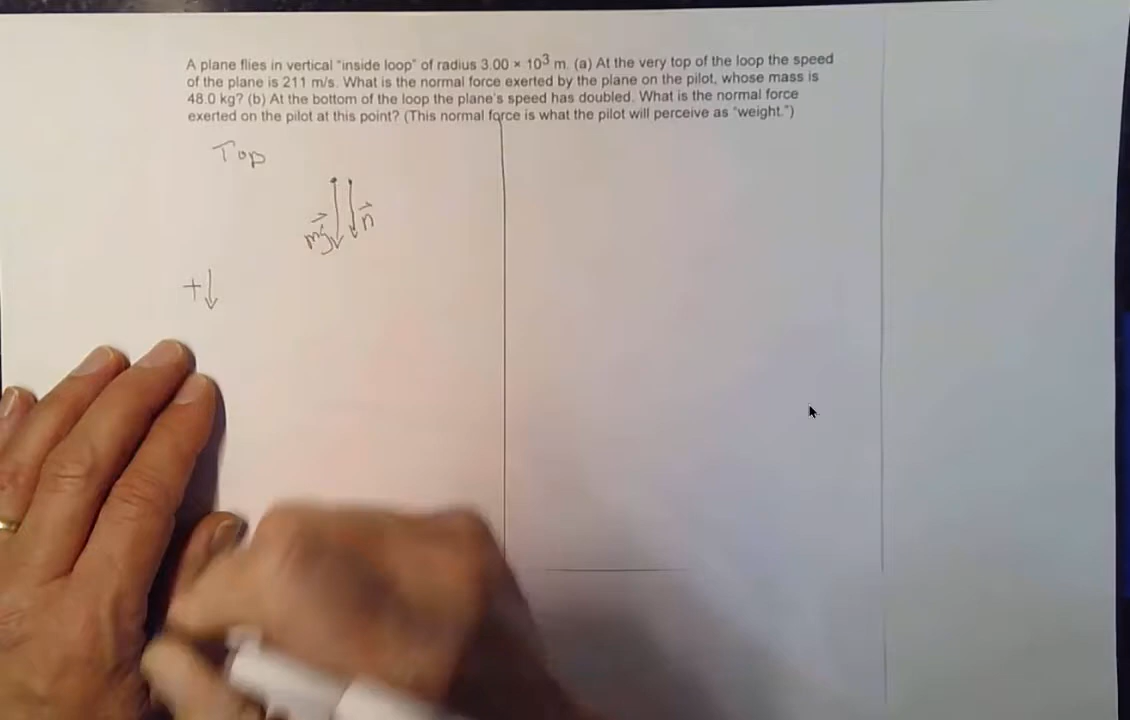 A plane flies in vertical "inside loop" of radius 3.00 × 10³ m. (a) At the very top of the loop the speed
of the plane is 211 m/s. What is the normal force exerted by the plane on the pilot, whose mass is
48.0 kg? (b) At the bottom of the loop the plane's speed has doubled. What is the normal force
exerted on the pilot at this point? (This normal force is what the pilot will perceive as "weight.")
Top
mg⃗ n⃗
+↓